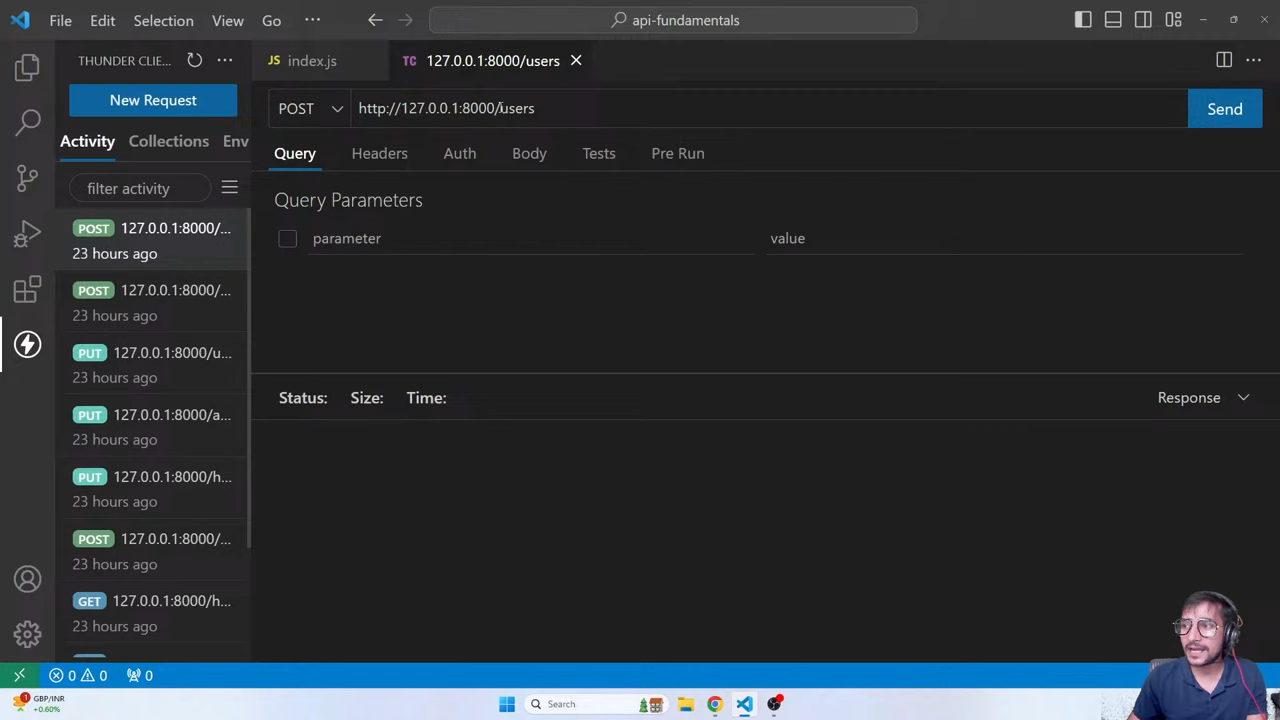 File Edit Selection View Go ··· api-fundamentals
THUNDER CLIE... ···
JS index.js
TC 127.0.0.1:8000/users
New Request
POST http://127.0.0.1:8000/users Send
Activity Collections Env
Query Headers Auth Body Tests Pre Run
filter activity
Query Parameters
parameter value
POST 127.0.0.1:8000/...
23 hours ago
POST 127.0.0.1:8000/...
23 hours ago
PUT 127.0.0.1:8000/u...
23 hours ago
PUT 127.0.0.1:8000/a...
23 hours ago
PUT 127.0.0.1:8000/h...
23 hours ago
POST 127.0.0.1:8000/...
23 hours ago
GET 127.0.0.1:8000/h...
23 hours ago
Status: Size: Time: Response
0 0 0
1 GBP/INR
+0.60%
Search